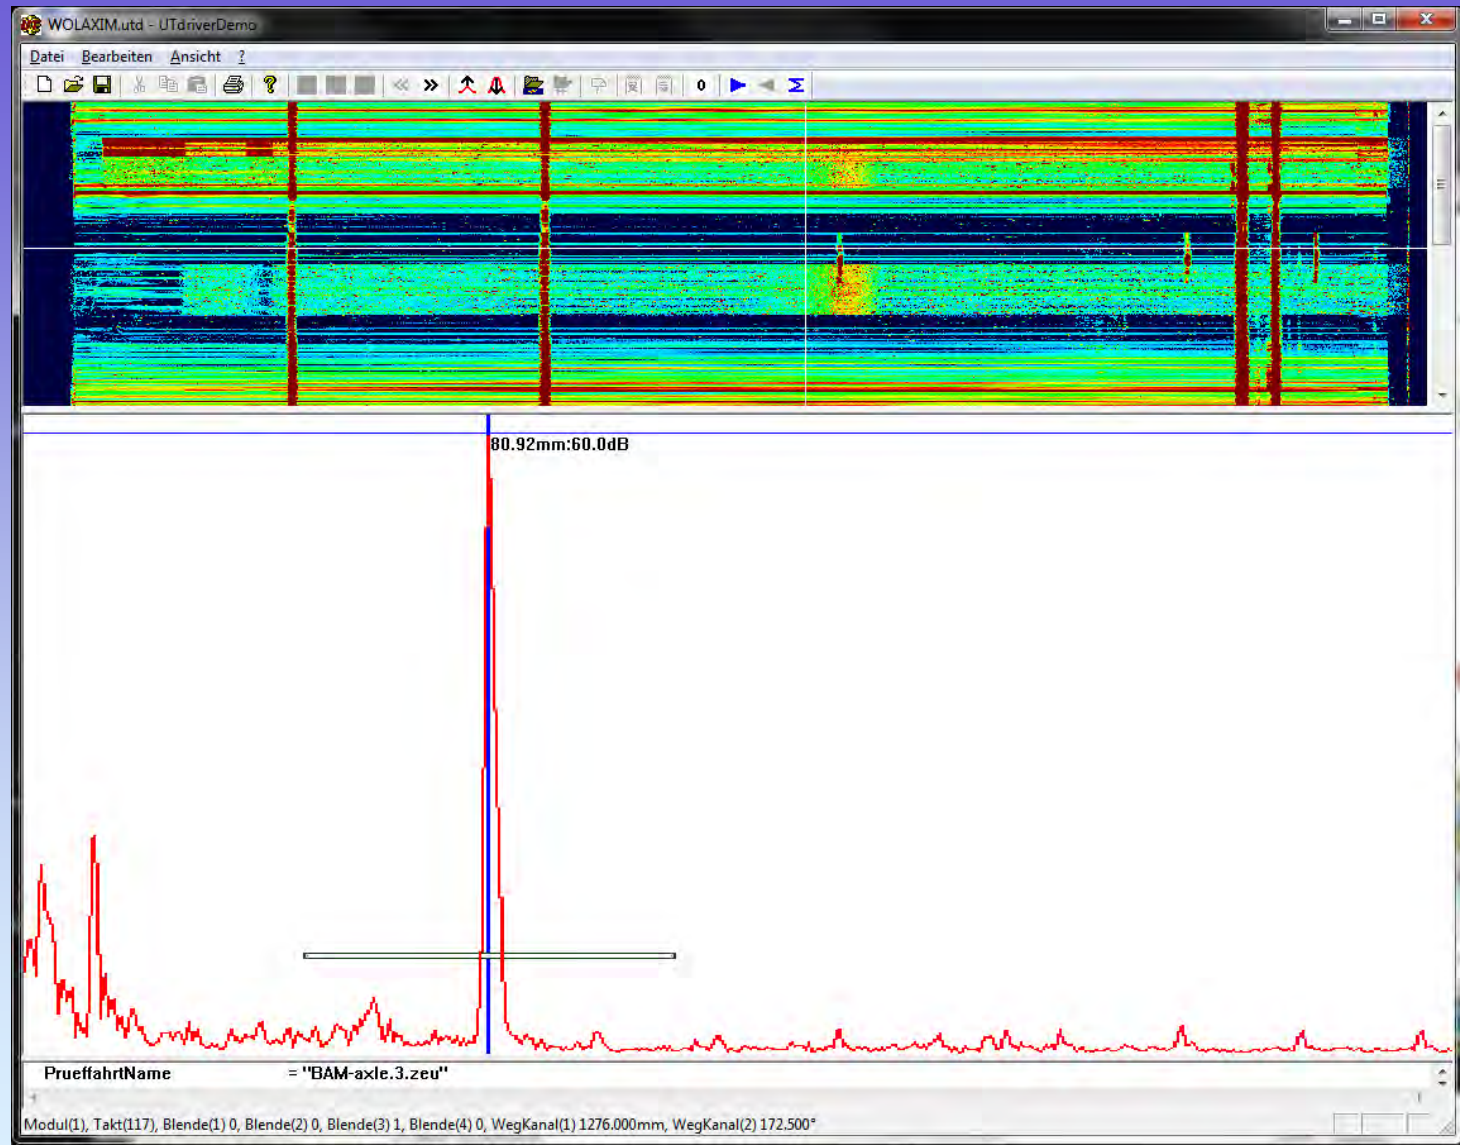 WOLAXIM.utd - UTdriverDemo
Datei Bearbeiten Ansicht ?
0
80.92mm:60.0dB
PrueffahrtName = "BAM-axle.3.zeu"
Modul(1), Takt(117), Blende(1) 0, Blende(2) 0, Blende(3) 1, Blende(4) 0, WegKanal(1) 1276.000mm, WegKanal(2) 172.500°